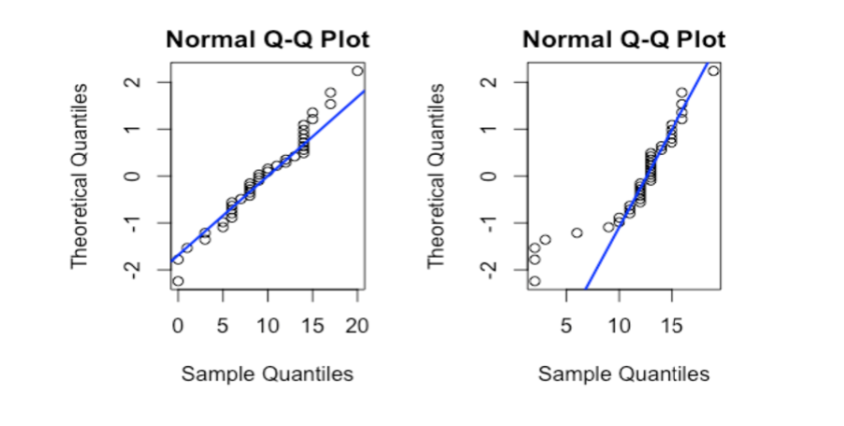 Normal Q-Q Plot
Theoretical Quantiles
2
1
0
-1
-2
0 5 10 15 20
Sample Quantiles
Normal Q-Q Plot
Theoretical Quantiles
2
1
0
-1
-2
5 10 15
Sample Quantiles